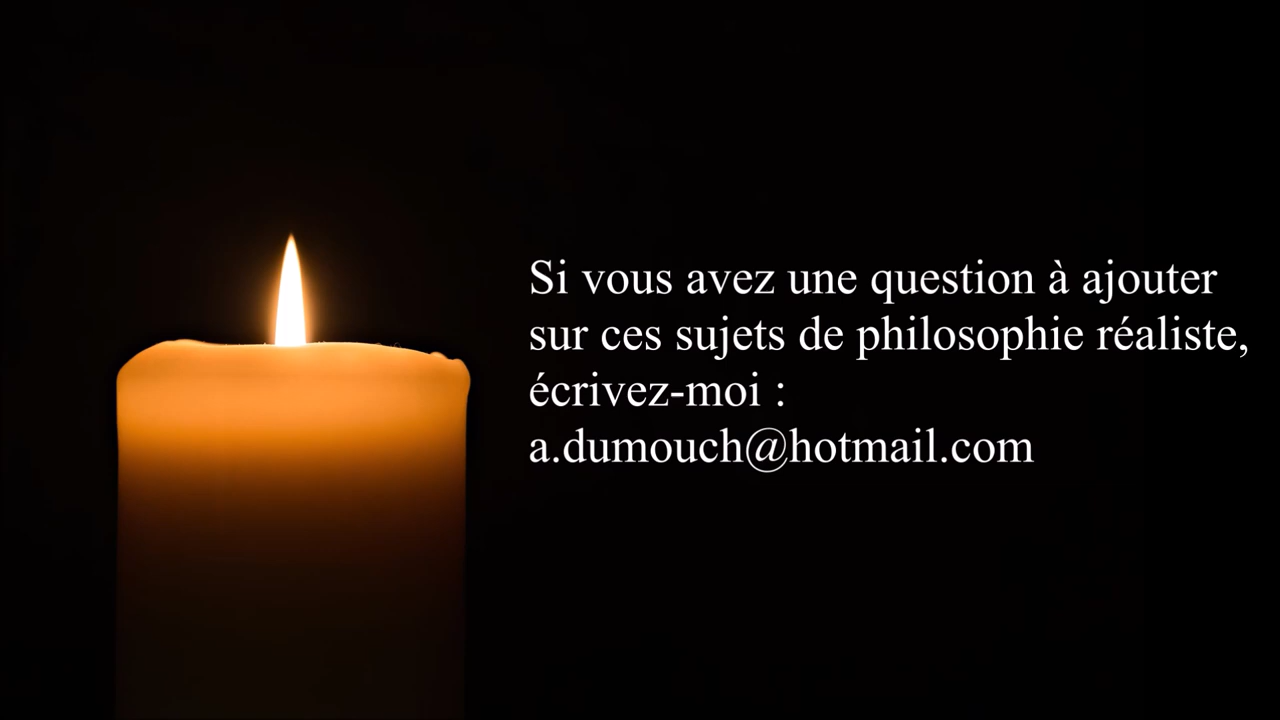 Si vous avez une question à ajouter
sur ces sujets de philosophie réaliste,
écrivez-moi :
a.dumouch@hotmail.com